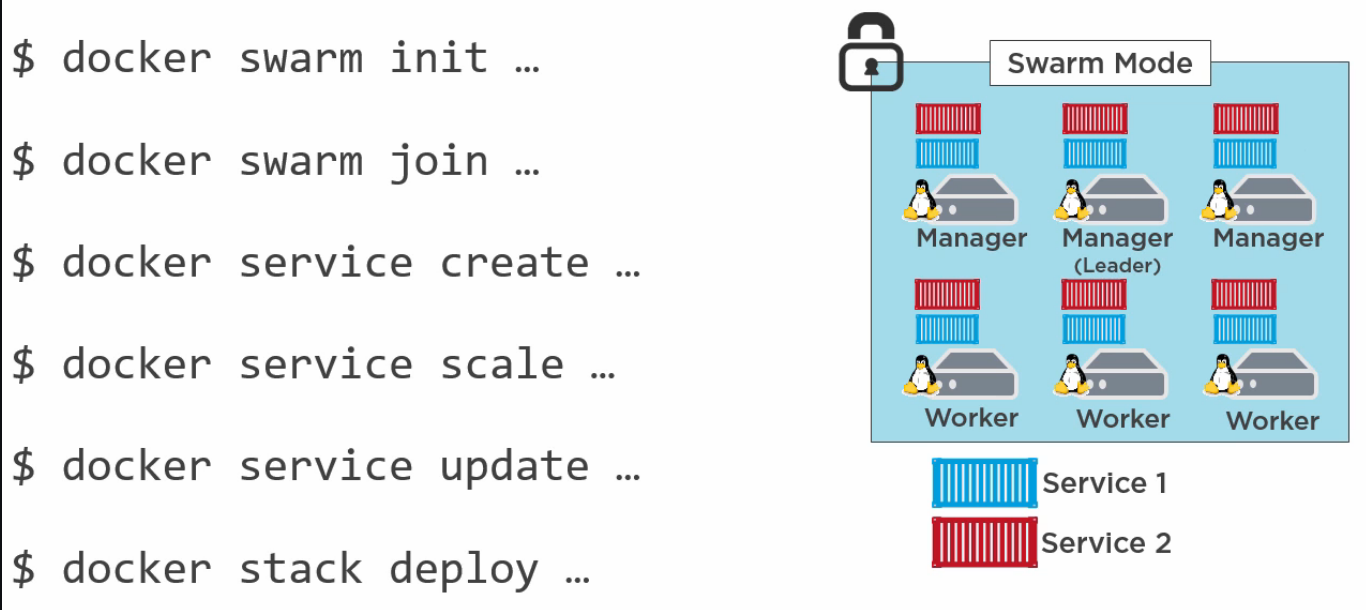 $ docker swarm init …
$ docker swarm join …
$ docker service create …
$ docker service scale …
$ docker service update …
$ docker stack deploy …
Swarm Mode
Manager
Manager
(Leader)
Manager
Worker
Worker
Worker
Service 1
Service 2